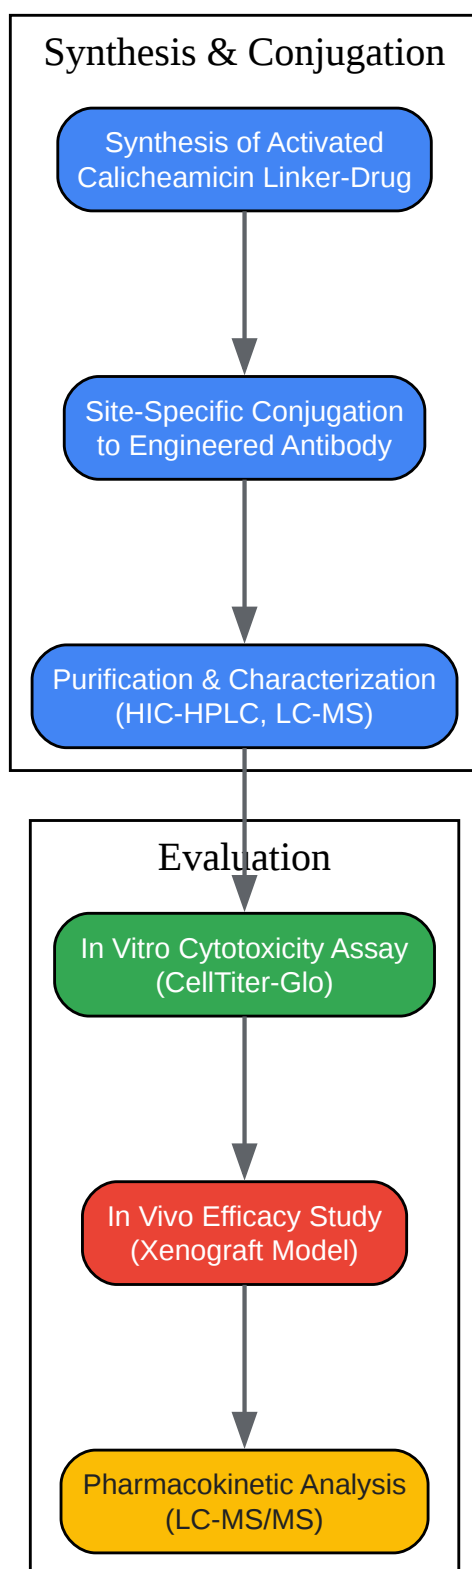 Synthesis & Conjugation
Synthesis of Activated
Calicheamicin Linker-Drug
Site-Specific Conjugation
to Engineered Antibody
Purification & Characterization
(HIC-HPLC, LC-MS)
Evaluation
In Vitro Cytotoxicity Assay
(CellTiter-Glo)
In Vivo Efficacy Study
(Xenograft Model)
Pharmacokinetic Analysis
(LC-MS/MS)